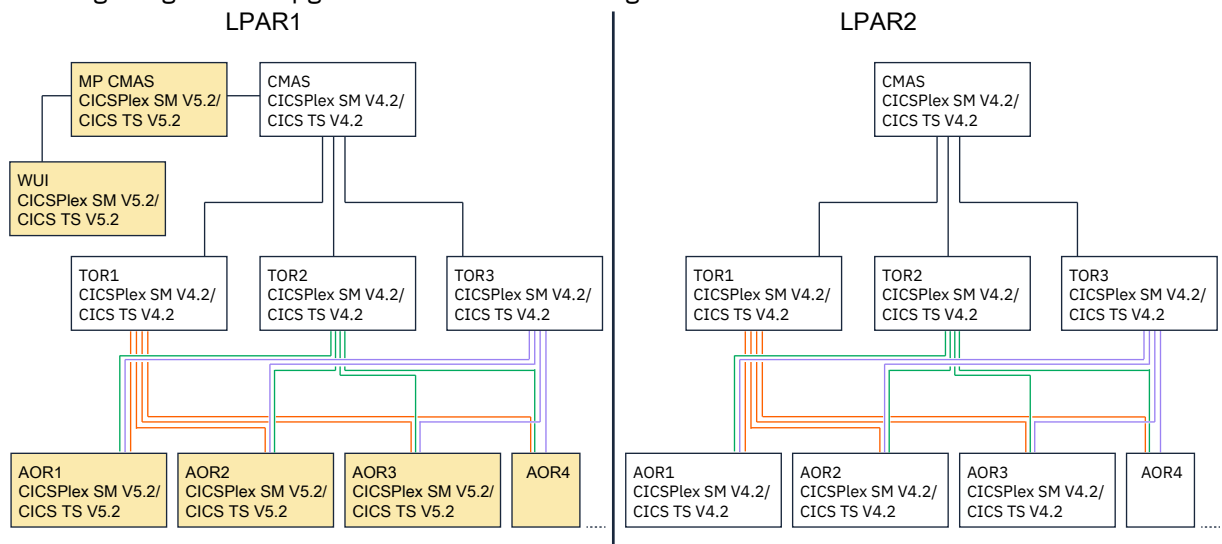 LPAR1
LPAR2
MP CMAS
CICSPlex SM V5.2/
CICS TS V5.2
CMAS
CICSPlex SM V4.2/
CICS TS V4.2
CMAS
CICSPlex SM V4.2/
CICS TS V4.2
WUI
CICSPlex SM V5.2/
CICS TS V5.2
TOR1
CICSPlex SM V4.2/
CICS TS V4.2
TOR2
CICSPlex SM V4.2/
CICS TS V4.2
TOR3
CICSPlex SM V4.2/
CICS TS V4.2
TOR1
CICSPlex SM V4.2/
CICS TS V4.2
TOR2
CICSPlex SM V4.2/
CICS TS V4.2
TOR3
CICSPlex SM V4.2/
CICS TS V4.2
AOR1
CICSPlex SM V5.2/
CICS TS V5.2
AOR2
CICSPlex SM V5.2/
CICS TS V5.2
AOR3
CICSPlex SM V5.2/
CICS TS V5.2
AOR4
.....
AOR1
CICSPlex SM V4.2/
CICS TS V4.2
AOR2
CICSPlex SM V4.2/
CICS TS V4.2
AOR3
CICSPlex SM V4.2/
CICS TS V4.2
AOR4
.....